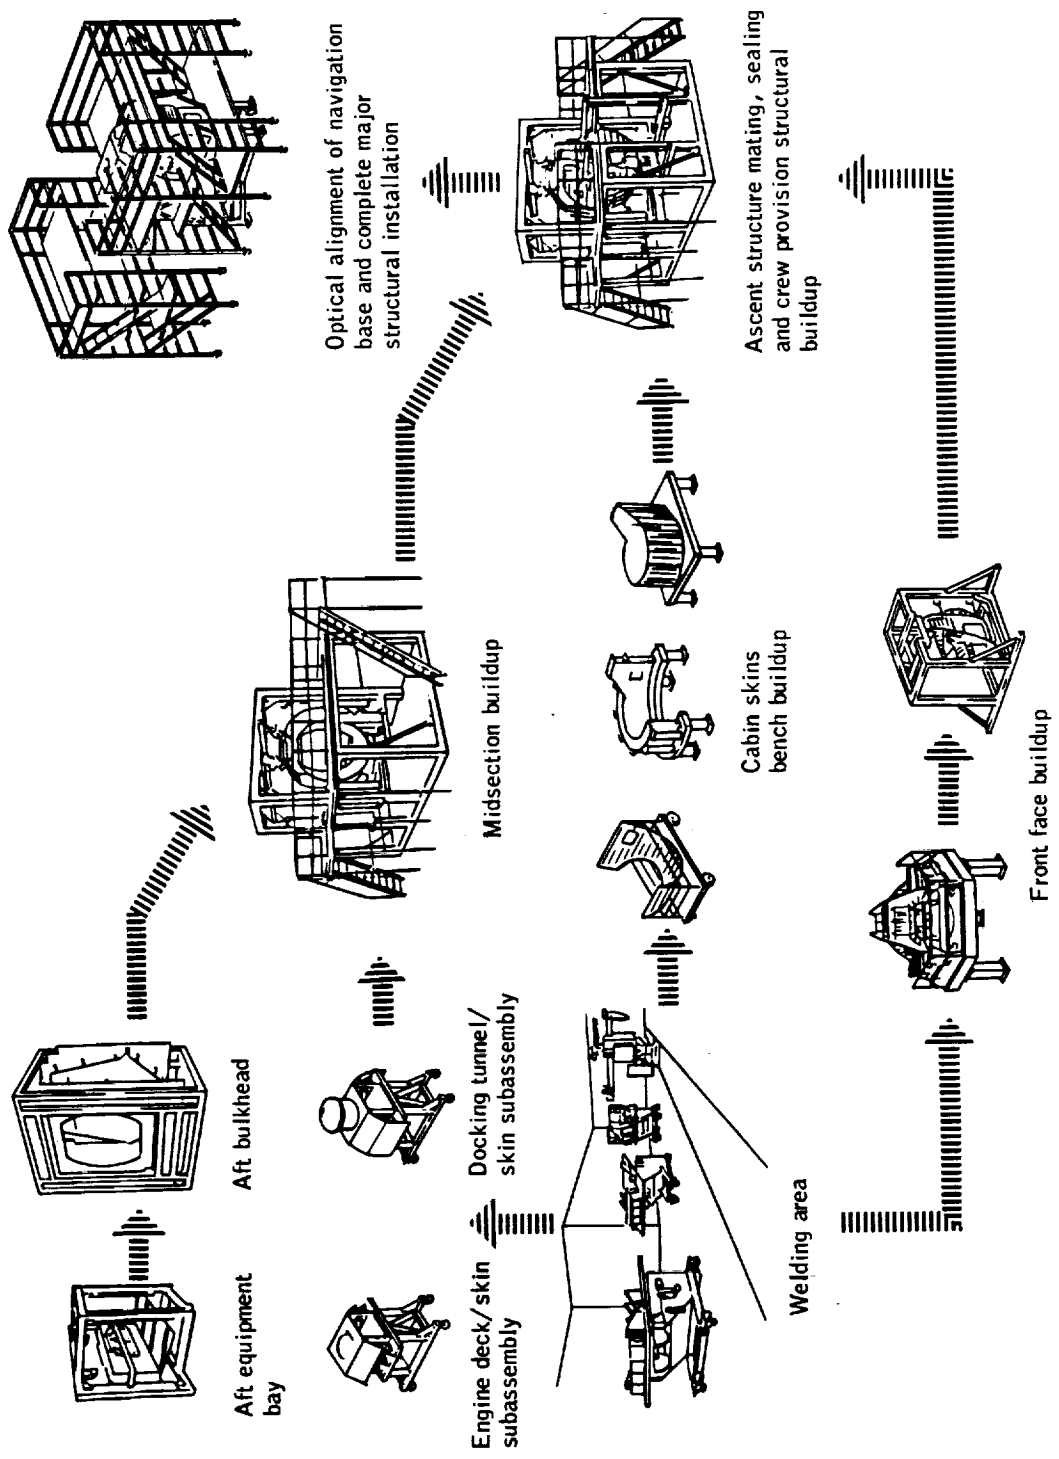 Optical alignment of navigation
base and complete major
structural installation
Aft equipment
bay
Aft bulkhead
Midsection buildup
Engine deck/skin
subassembly
Docking tunnel/
skin subassembly
Cabin skins
bench buildup
Ascent structure mating, sealing
and crew provision structural
buildup
Welding area
Front face buildup